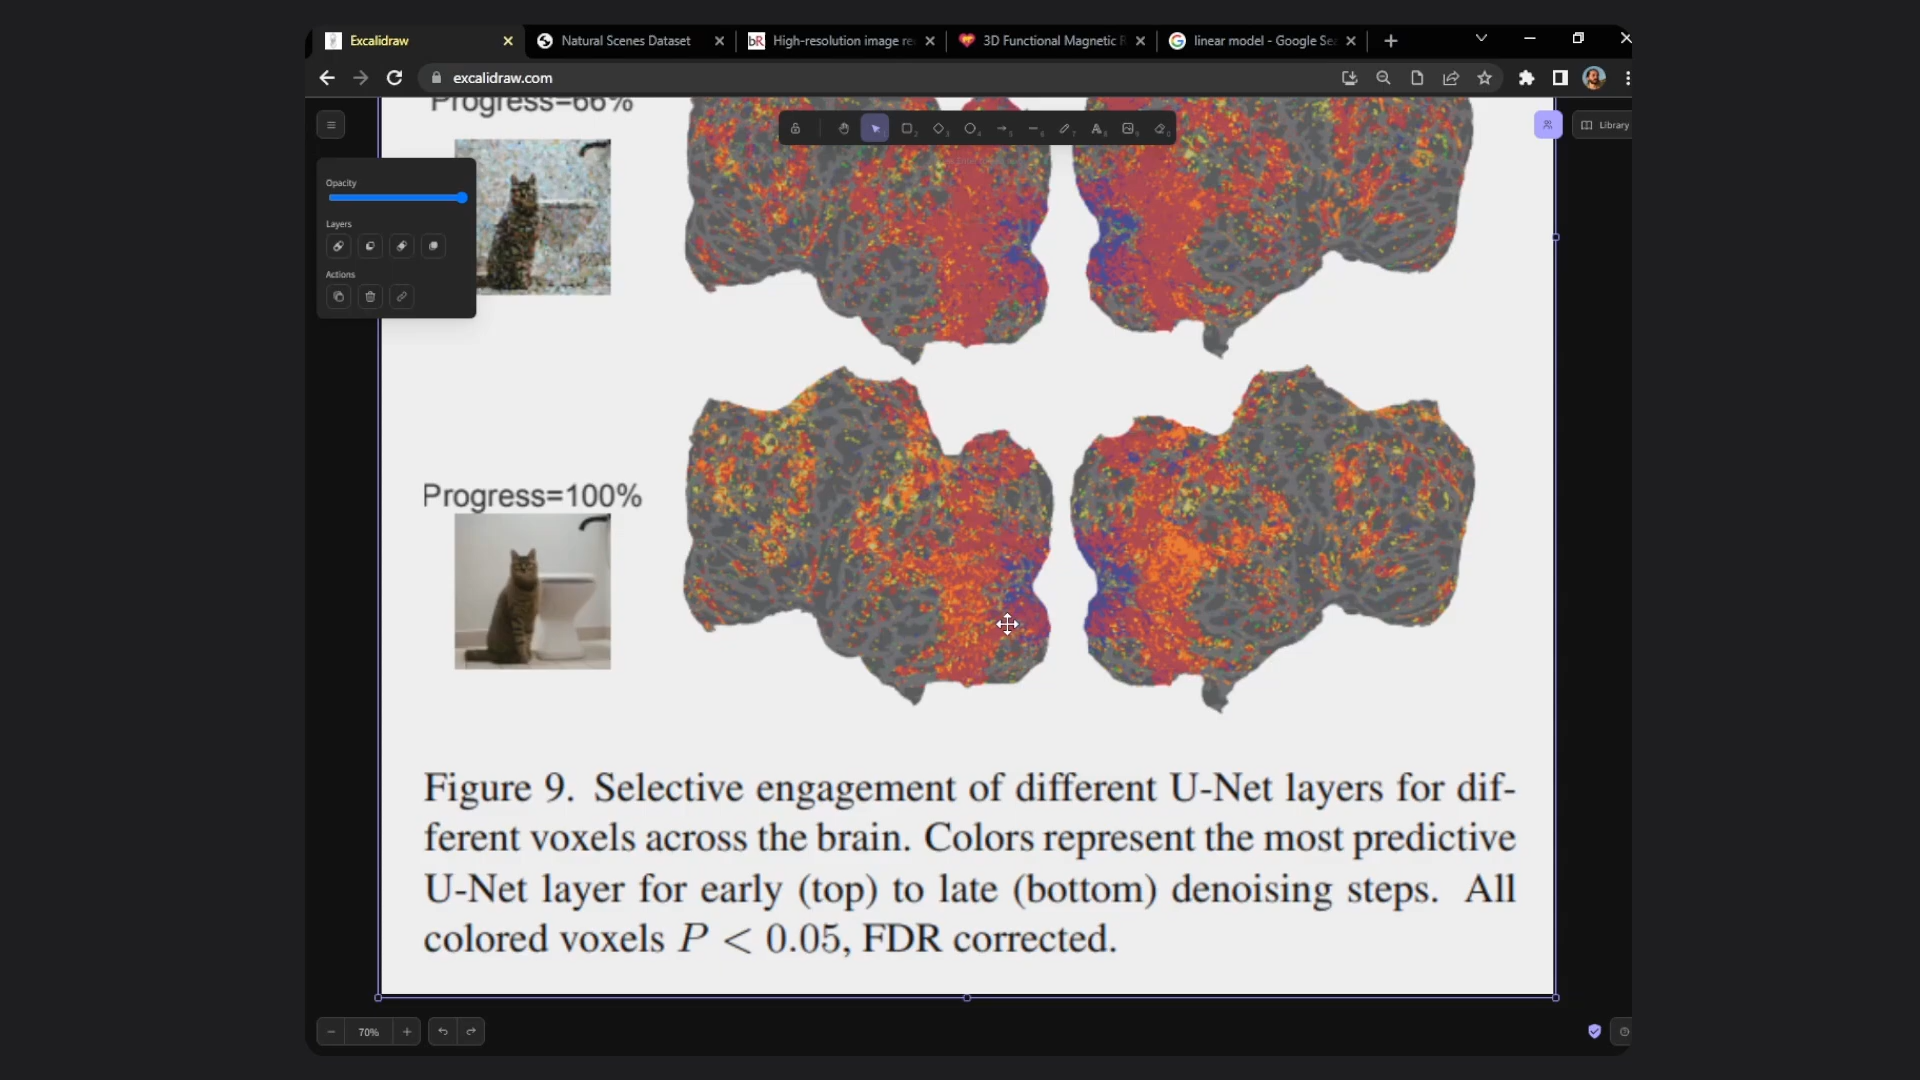 Excalidraw
Natural Scenes Dataset
High-resolution image re
3D Functional Magnetic R
linear model - Google Sea
excalidraw.com
Progress=66%
Library
Opacity
Layers
Actions
Progress=100%
Figure 9. Selective engagement of different U-Net layers for dif-
ferent voxels across the brain. Colors represent the most predictive
U-Net layer for early (top) to late (bottom) denoising steps. All
colored voxels P < 0.05, FDR corrected.
70%